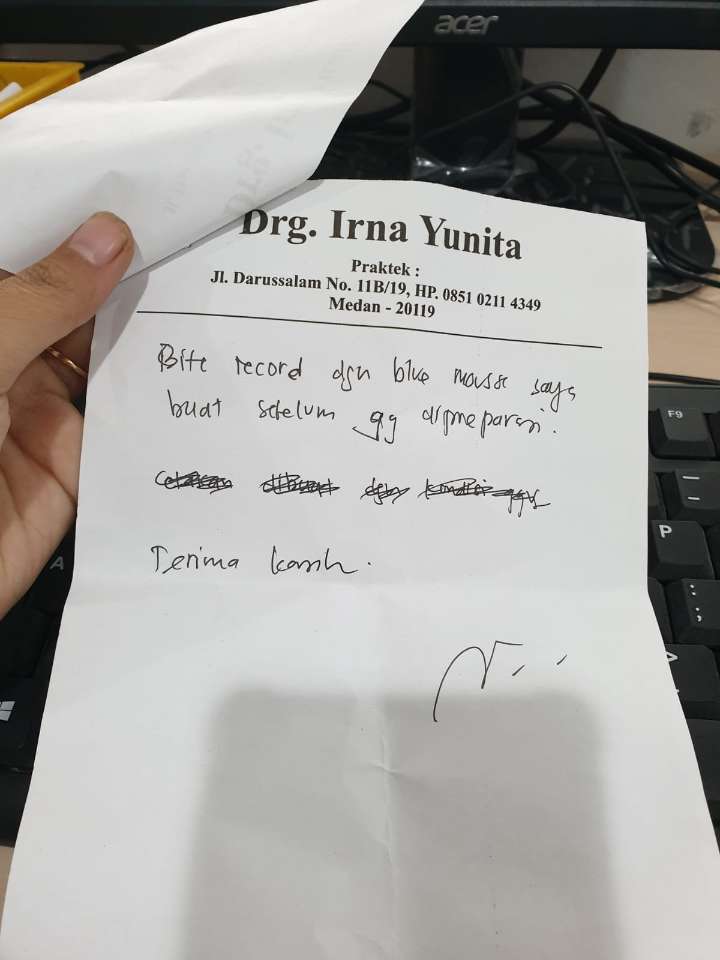 acer
Drg. Irna Yunita
Praktek :
Jl. Darussalam No. 11B/19, HP. 0851 0211 4349
Medan - 20119
Bite record dgn blue mousse saya
buat sebelum gg dipreparasi.
Terima kasih.
F9
P
A